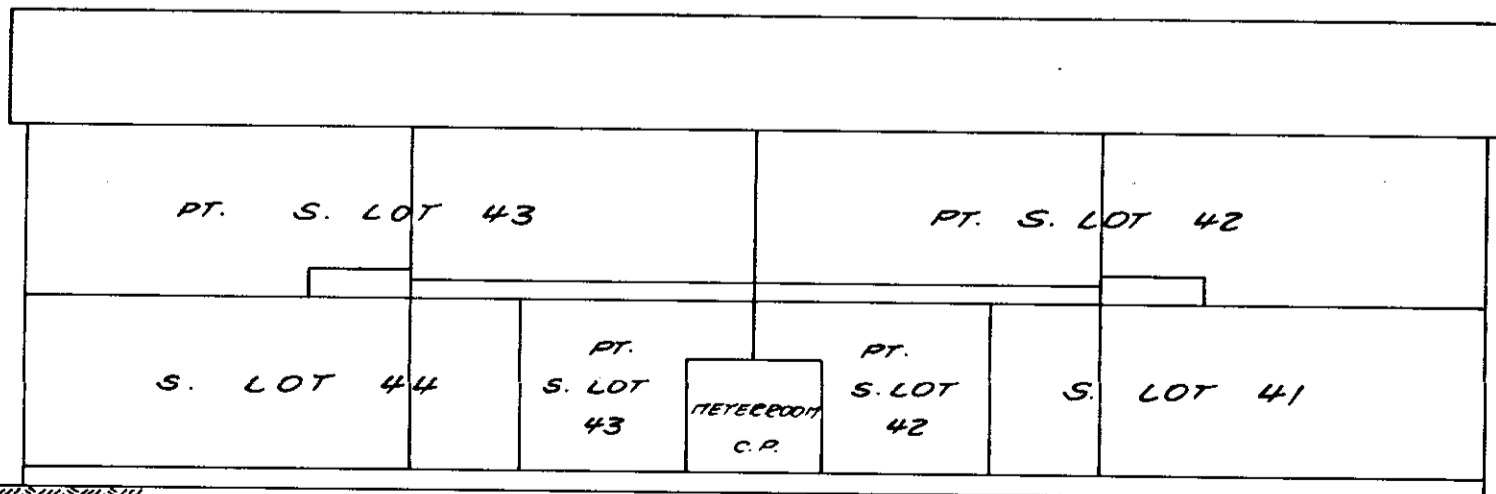 PT. S. LOT 43
PT. S. LOT 42
S. LOT 44
PT.
S. LOT
43
METERROOM
C.P.
PT.
S. LOT
42
S. LOT 41